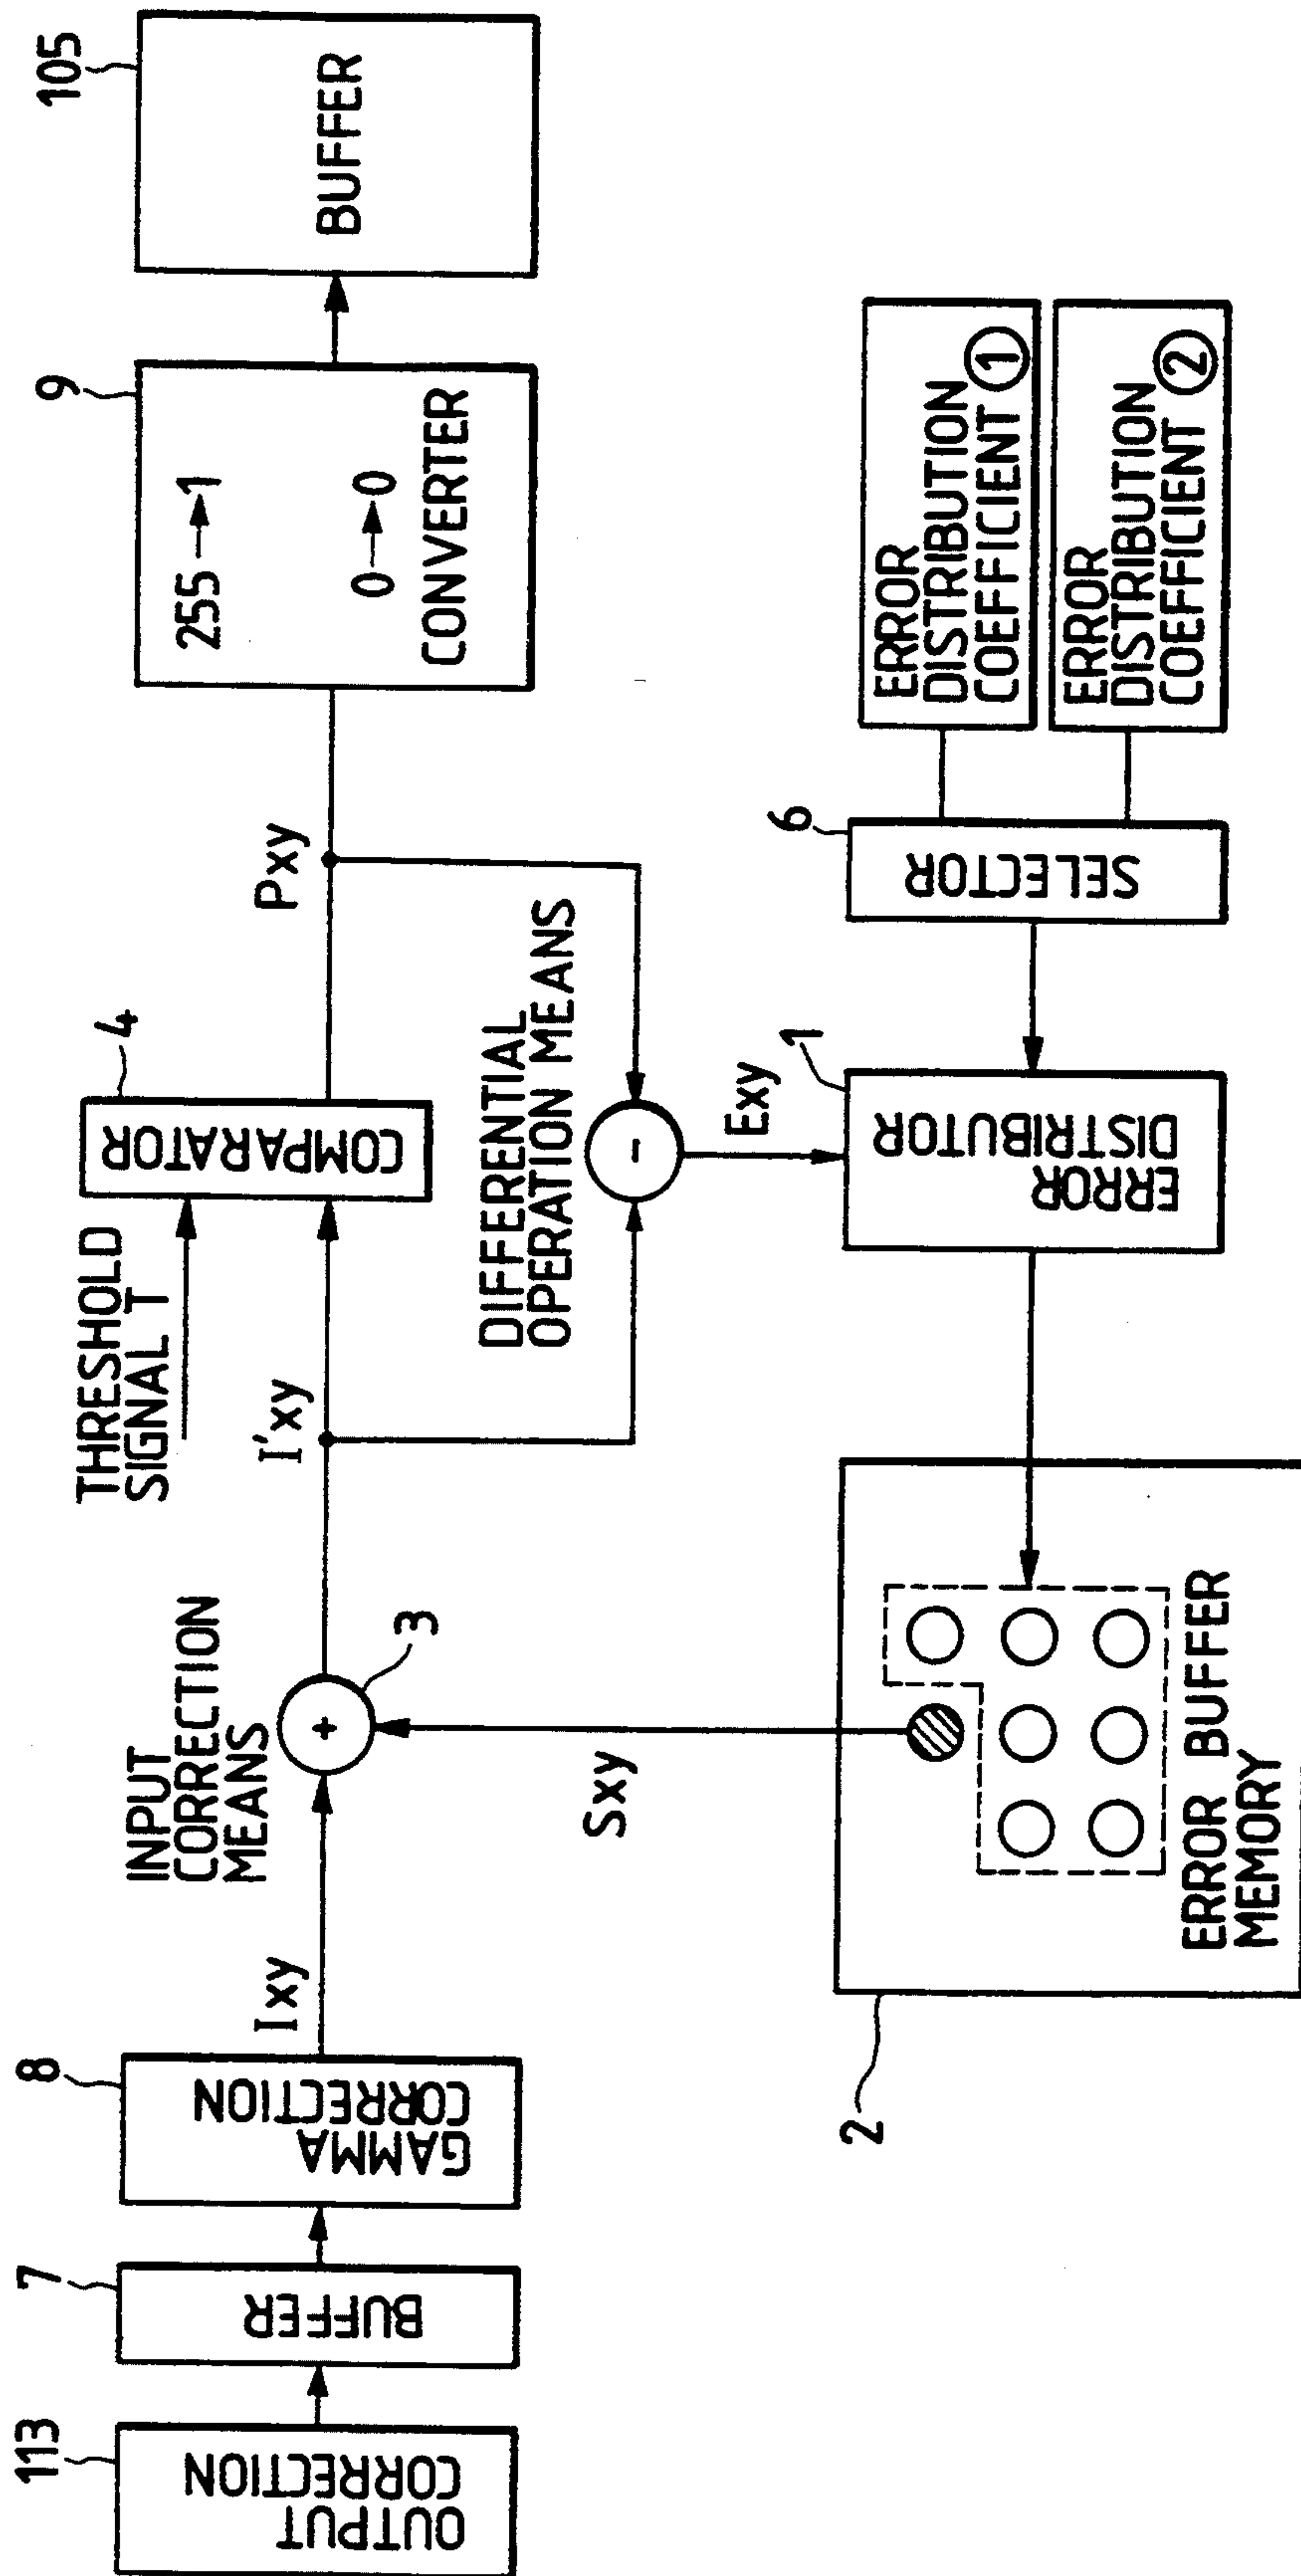 113
OUTPUT
CORRECTION
7
BUFFER
8
GAMMA
CORRECTION
Ixy
INPUT
CORRECTION
MEANS
+
3
I'xy
THRESHOLD
SIGNAL T
4
COMPARATOR
Pxy
9
255→1
0→0
CONVERTER
105
BUFFER
DIFFERENTIAL
OPERATION MEANS
-
Exy
Sxy
2
ERROR BUFFER
MEMORY
1
ERROR
DISTRIBUTOR
6
SELECTOR
ERROR
DISTRIBUTION
COEFFICIENT ①
ERROR
DISTRIBUTION
COEFFICIENT ②